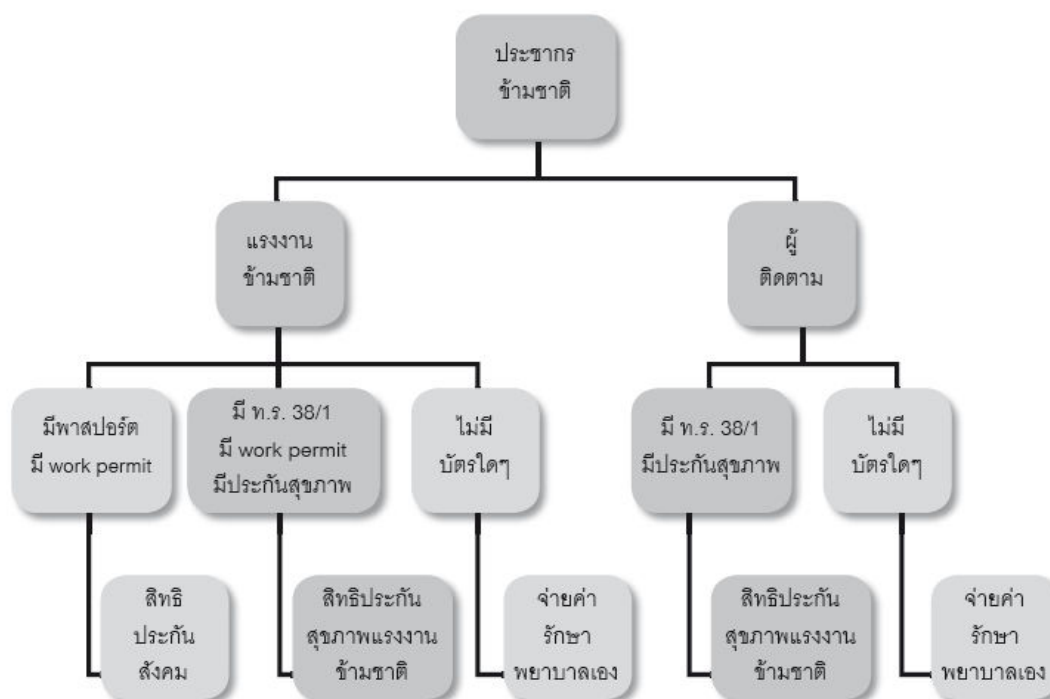 ประชากร
ข้ามชาติ
แรงงาน
ข้ามชาติ
ผู้
ติดตาม
มีพาสปอร์ต
มี work permit
มี ท.ร. 38/1
มี work permit
มีประกันสุขภาพ
ไม่มี
บัตรใดๆ
มี ท.ร. 38/1
มีประกันสุขภาพ
ไม่มี
บัตรใดๆ
สิทธิ
ประกัน
สังคม
สิทธิประกัน
สุขภาพแรงงาน
ข้ามชาติ
จ่ายค่า
รักษา
พยาบาลเอง
สิทธิประกัน
สุขภาพแรงงาน
ข้ามชาติ
จ่ายค่า
รักษา
พยาบาลเอง